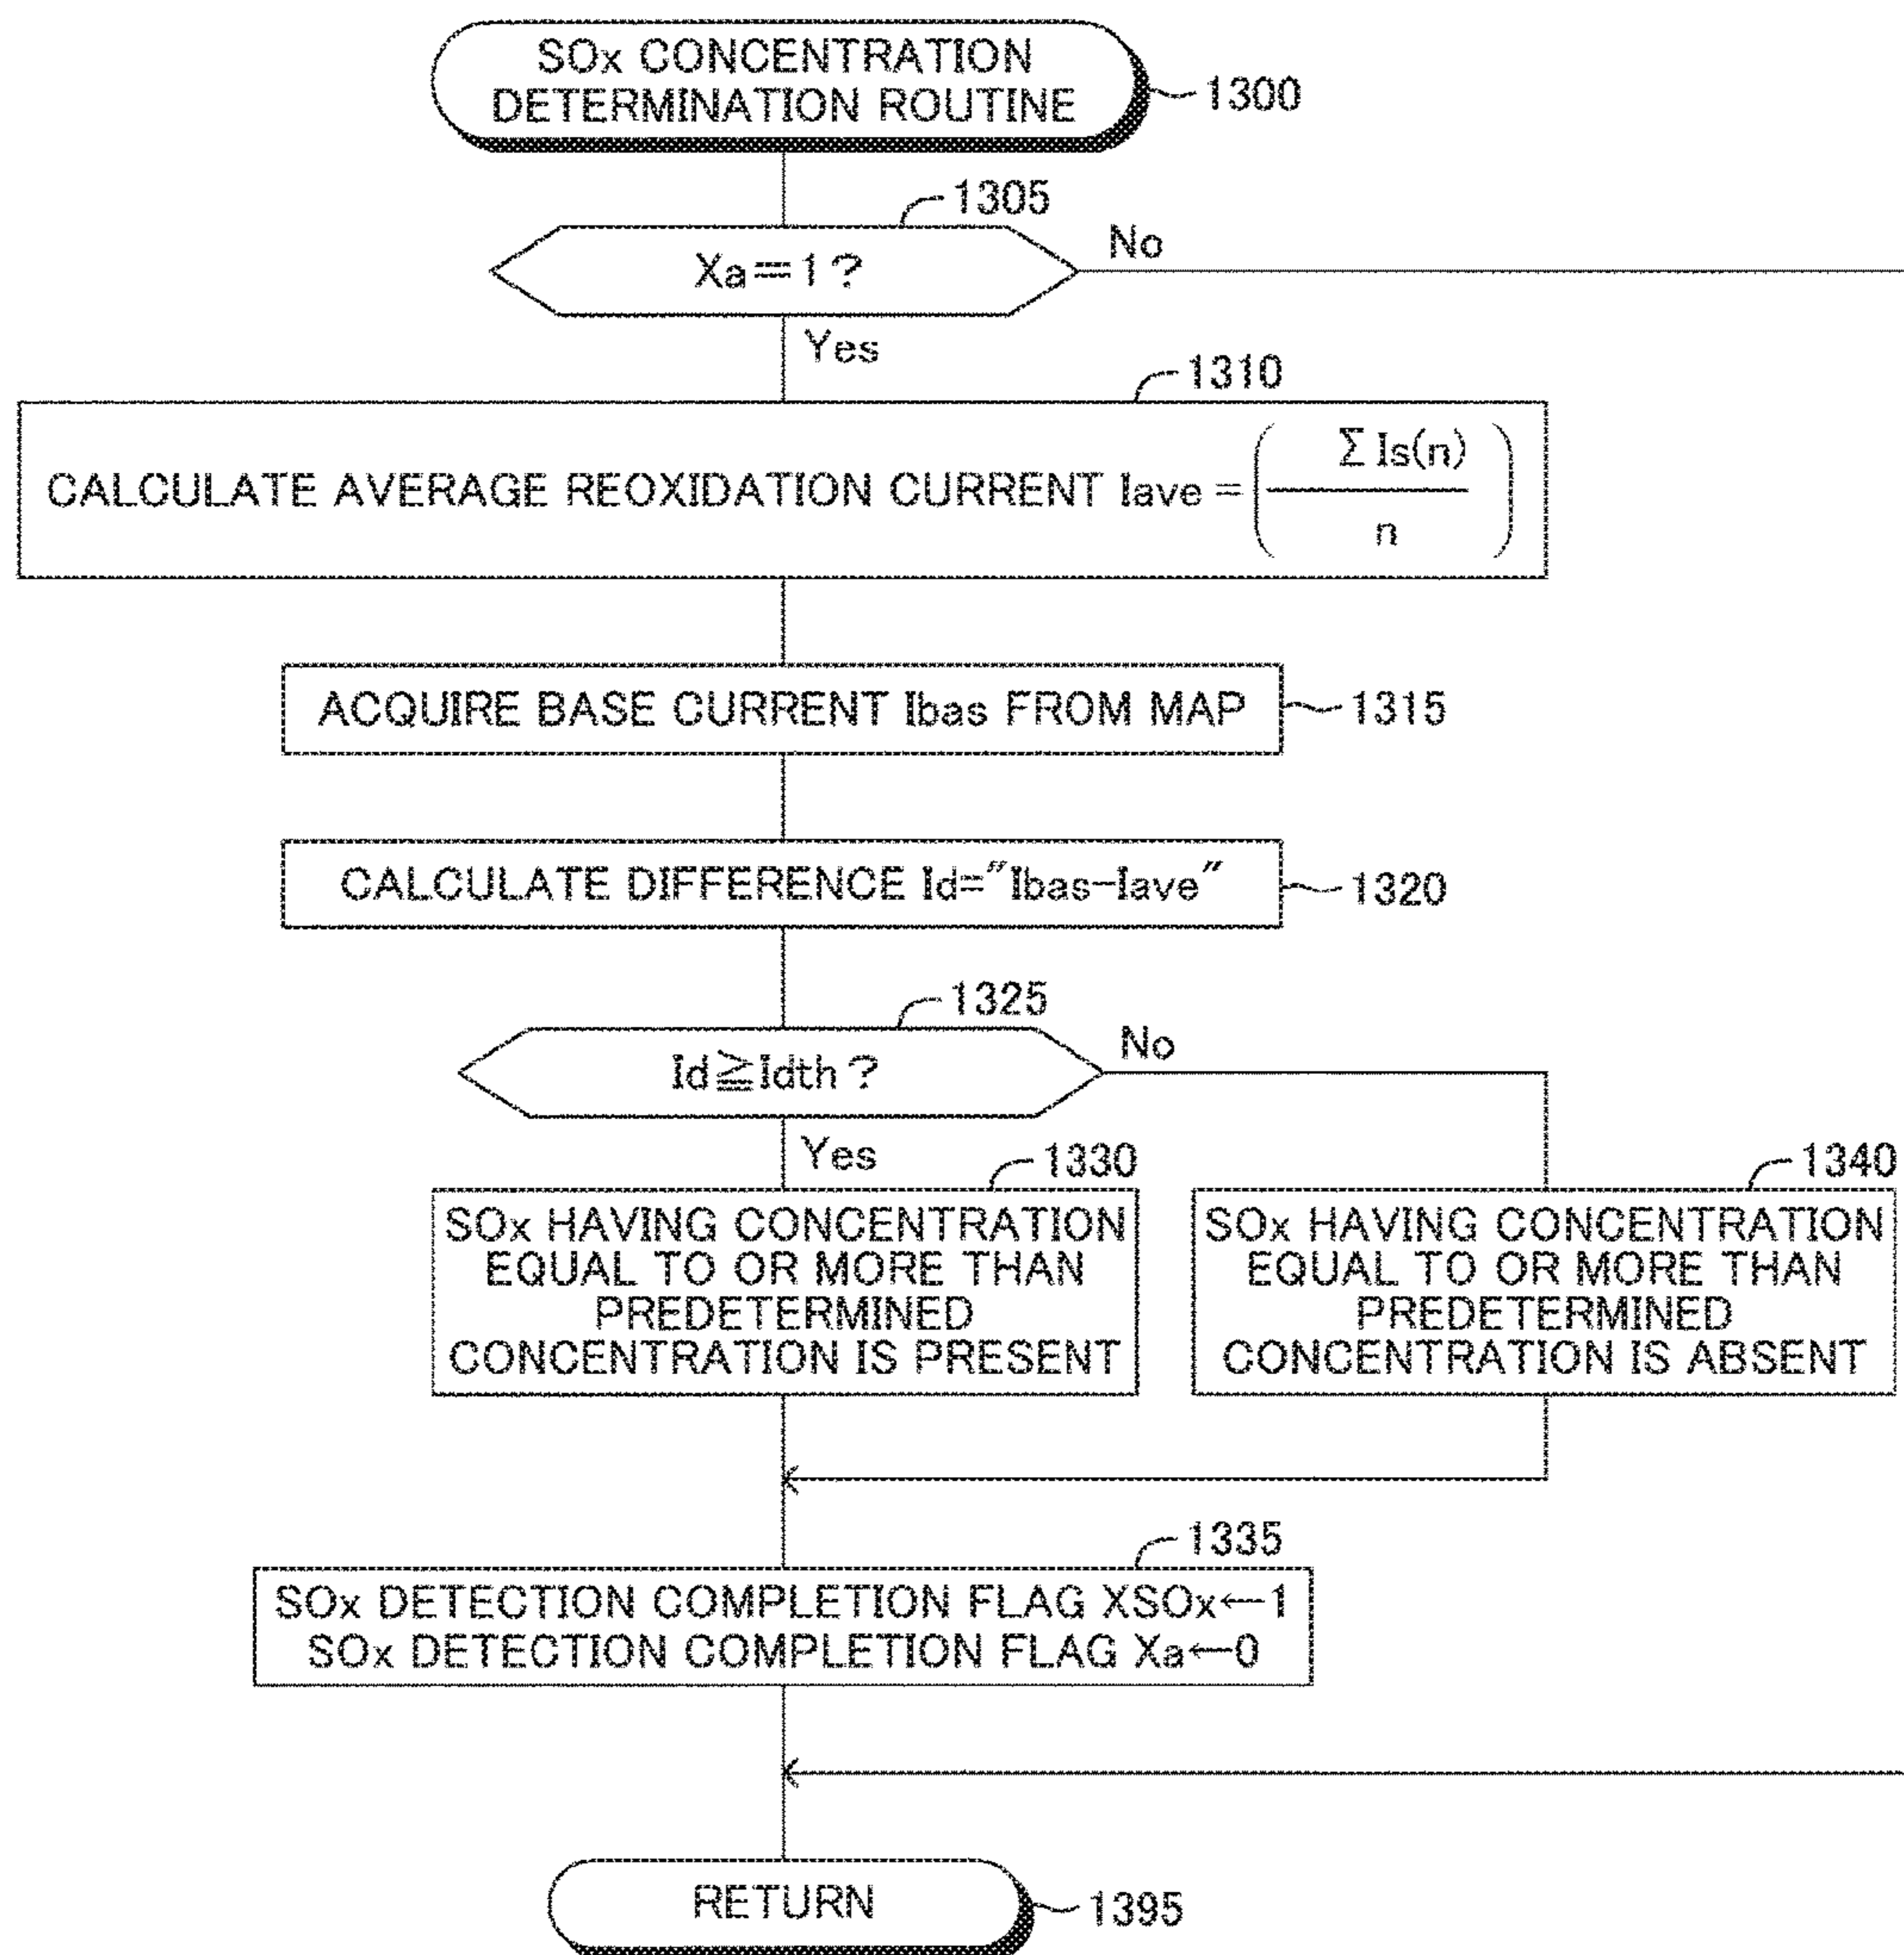 SOx CONCENTRATION
DETERMINATION ROUTINE
1300
1305
Xa=1?
No
Yes
1310
CALCULATE AVERAGE REOXIDATION CURRENT Iave = ( Σ Is(n) / n )
ACQUIRE BASE CURRENT Ibas FROM MAP
1315
CALCULATE DIFFERENCE Id="Ibas-Iave"
1320
1325
Id≧Idth?
No
Yes
1330
SOx HAVING CONCENTRATION
EQUAL TO OR MORE THAN
PREDETERMINED
CONCENTRATION IS PRESENT
1340
SOx HAVING CONCENTRATION
EQUAL TO OR MORE THAN
PREDETERMINED
CONCENTRATION IS ABSENT
1335
SOx DETECTION COMPLETION FLAG XSOx←1
SOx DETECTION COMPLETION FLAG Xa←0
RETURN
1395